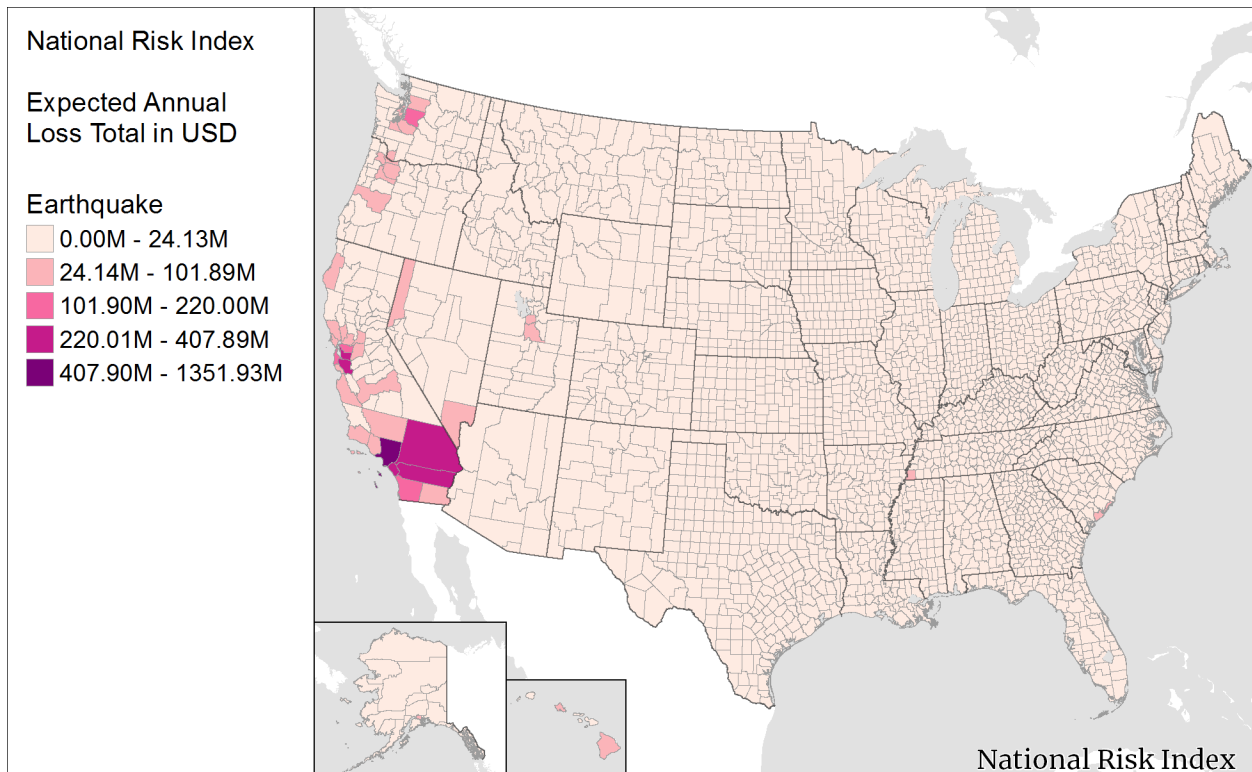 National Risk Index
Expected Annual
Loss Total in USD
Earthquake
0.00M - 24.13M
24.14M - 101.89M
101.90M - 220.00M
220.01M - 407.89M
407.90M - 1351.93M
National Risk Index